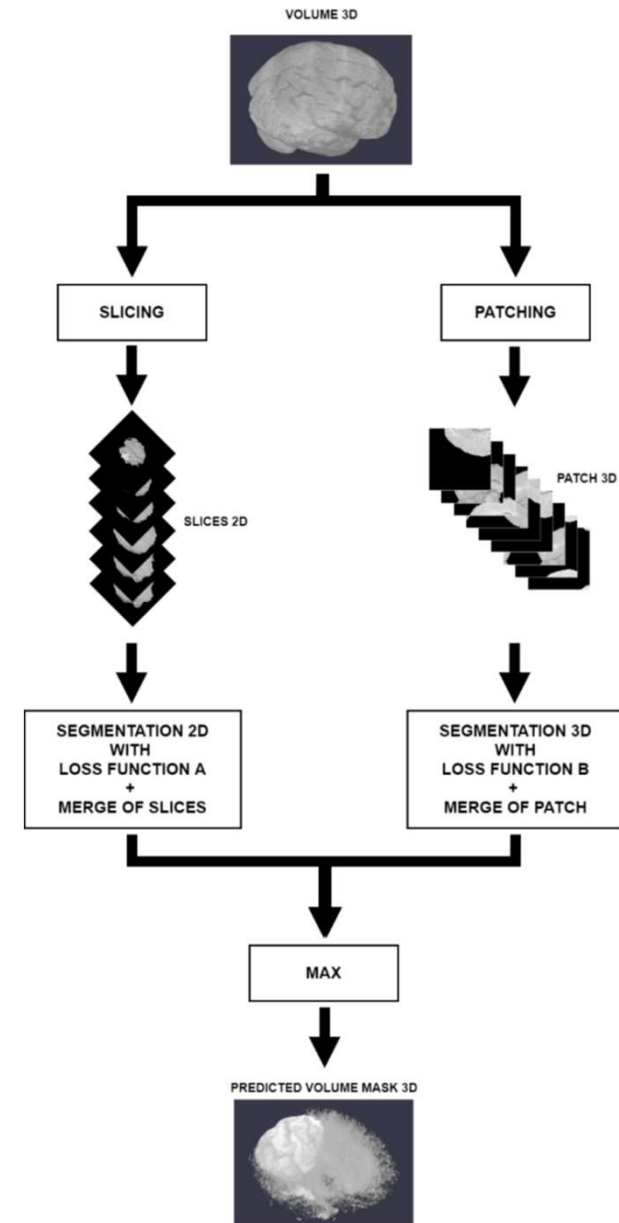 VOLUME 3D
SLICING
PATCHING
SLICES 2D
PATCH 3D
SEGMENTATION 2D
WITH
LOSS FUNCTION A
+
MERGE OF SLICES
SEGMENTATION 3D
WITH
LOSS FUNCTION B
+
MERGE OF PATCH
MAX
PREDICTED VOLUME MASK 3D